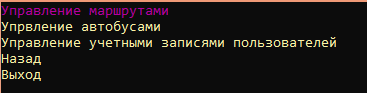 Управление маршрутами
Упрвление автобусами
Управление учетными записями пользователей
Назад
Выход